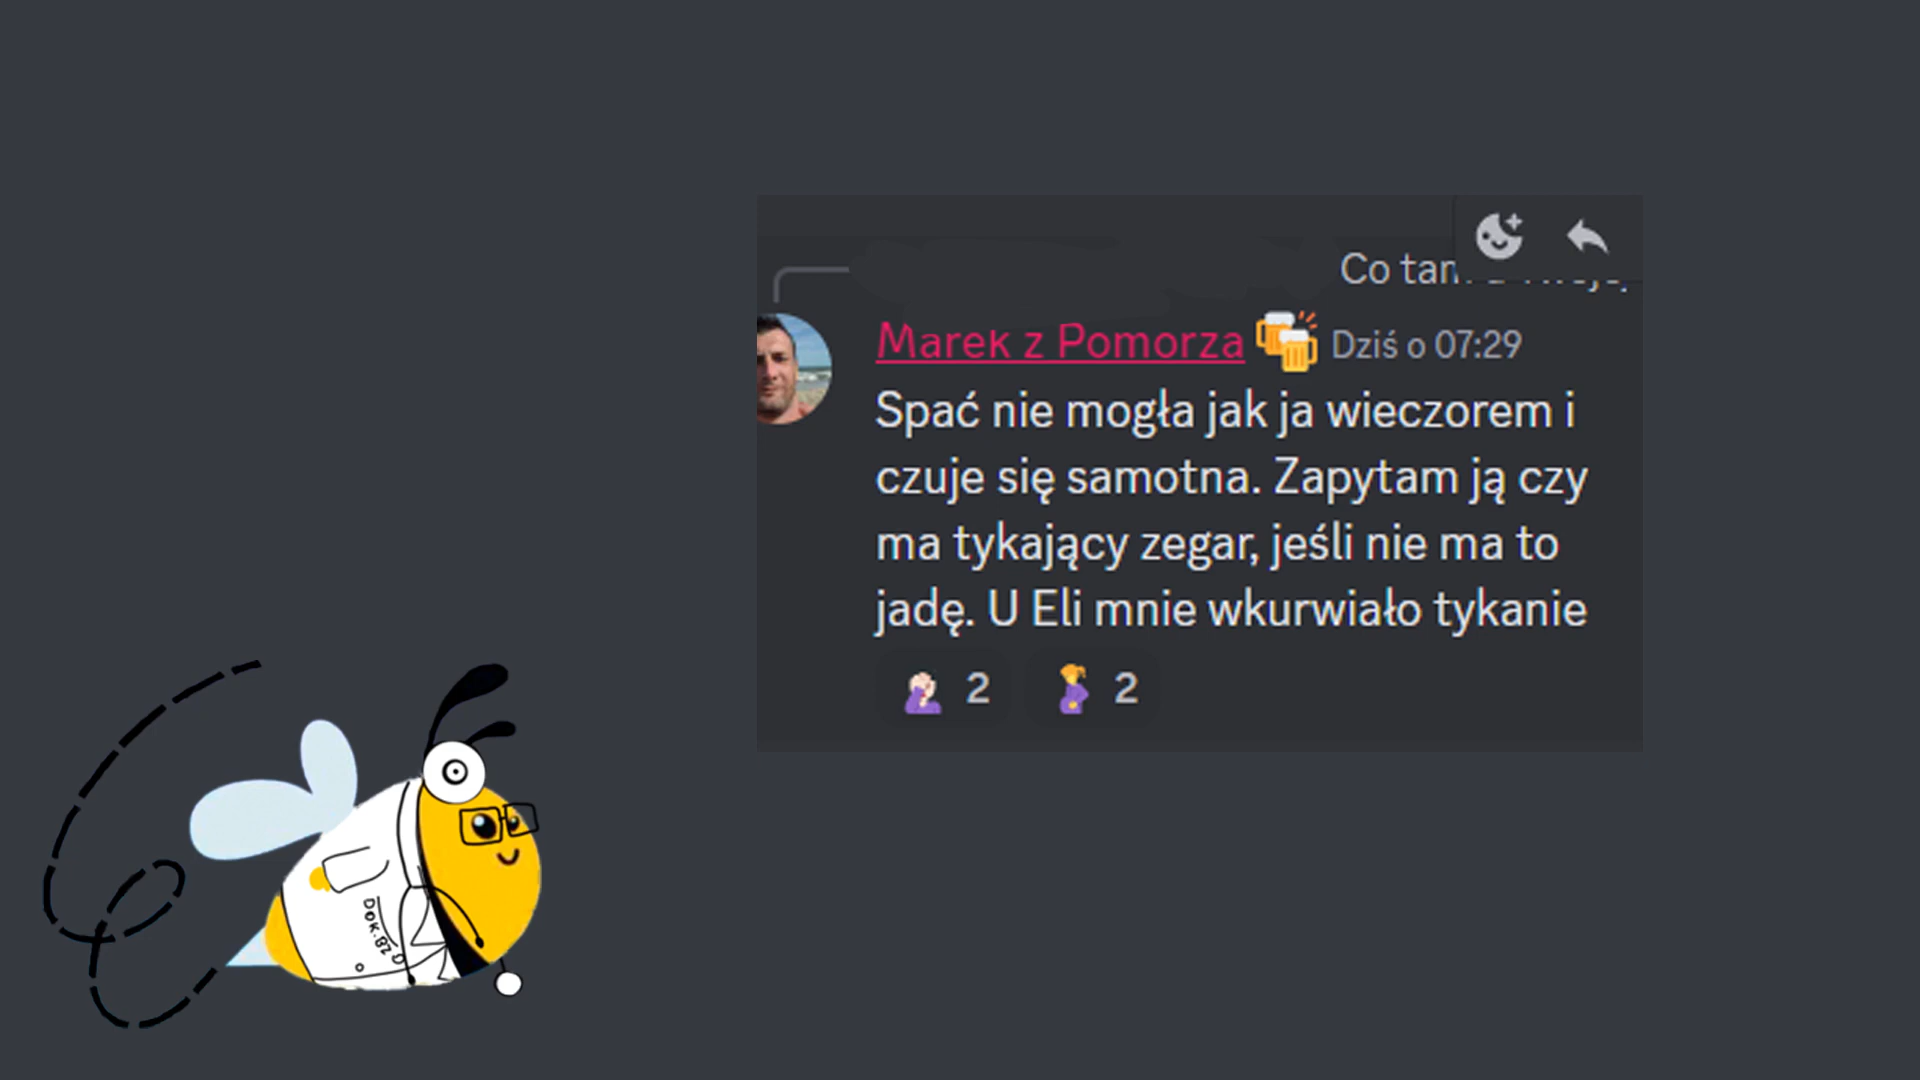 Co tam
Marek z Pomorza Dziś o 07:29
Spać nie mogła jak ja wieczorem i
czuje się samotna. Zapytam ją czy
ma tykający zegar, jeśli nie ma to
jadę. U Eli mnie wkurwiało tykanie
2 2